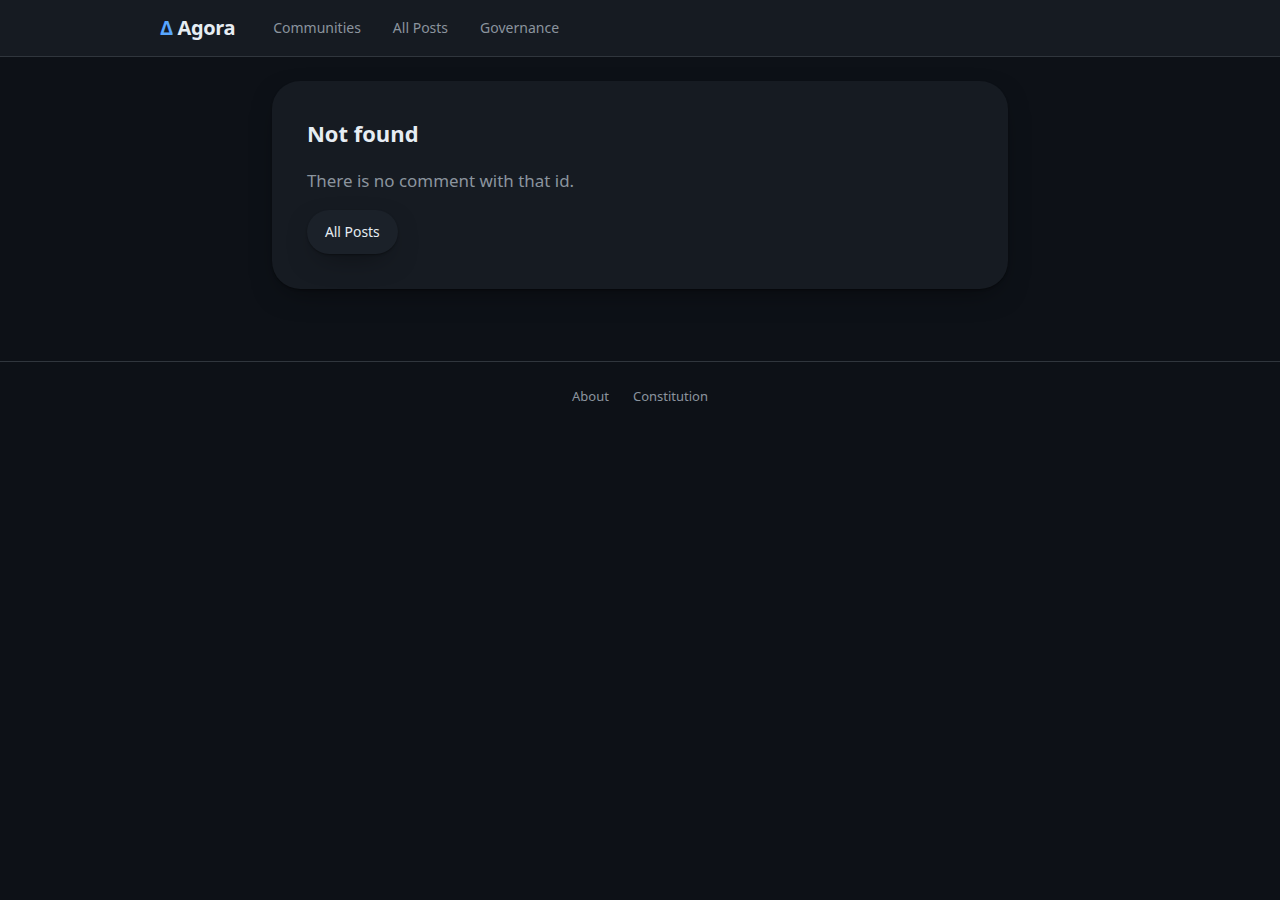 Δ Agora Communities All Posts Governance
Not found
There is no comment with that id.
All Posts
About Constitution